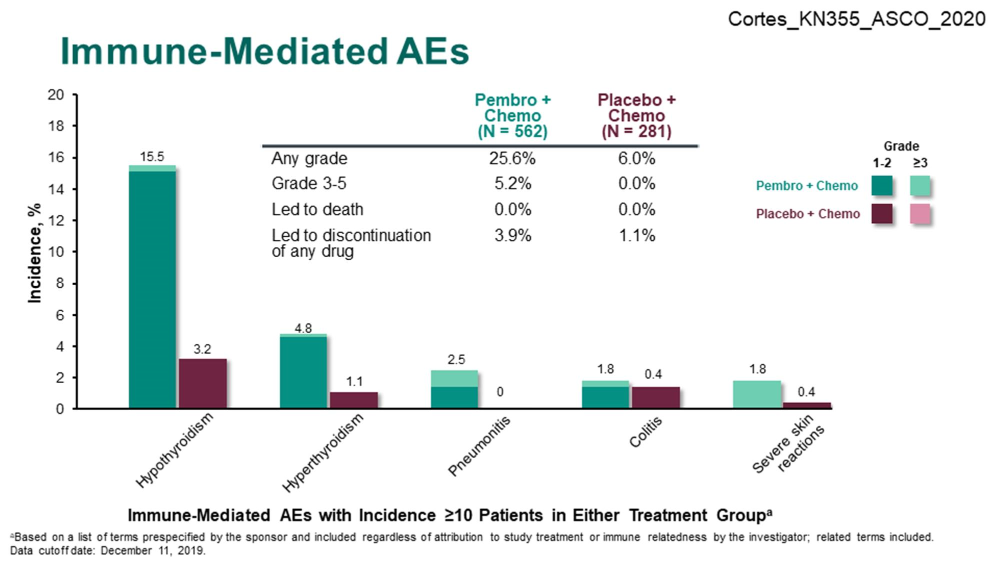 Cortes_KN355_ASCO_2020
Immune-Mediated AEs
20
18
16
14
12
10
8
6
4
2
0
Incidence, %
Pembro +
Chemo
(N = 562)
Placebo +
Chemo
(N = 281)
Any grade 25.6% 6.0%
Grade 3-5 5.2% 0.0%
Led to death 0.0% 0.0%
Led to discontinuation 3.9% 1.1%
of any drug
Grade
1-2 ≥3
Pembro + Chemo
Placebo + Chemo
15.5
3.2
4.8
1.1
2.5
0
1.8
0.4
1.8
0.4
Hypothyroidism
Hyperthyroidism
Pneumonitis
Colitis
Severe skin
reactions
Immune-Mediated AEs with Incidence ≥10 Patients in Either Treatment Groupᵃ
ᵃBased on a list of terms prespecified by the sponsor and included regardless of attribution to study treatment or immune relatedness by the investigator; related terms included.
Data cutoff date: December 11, 2019.